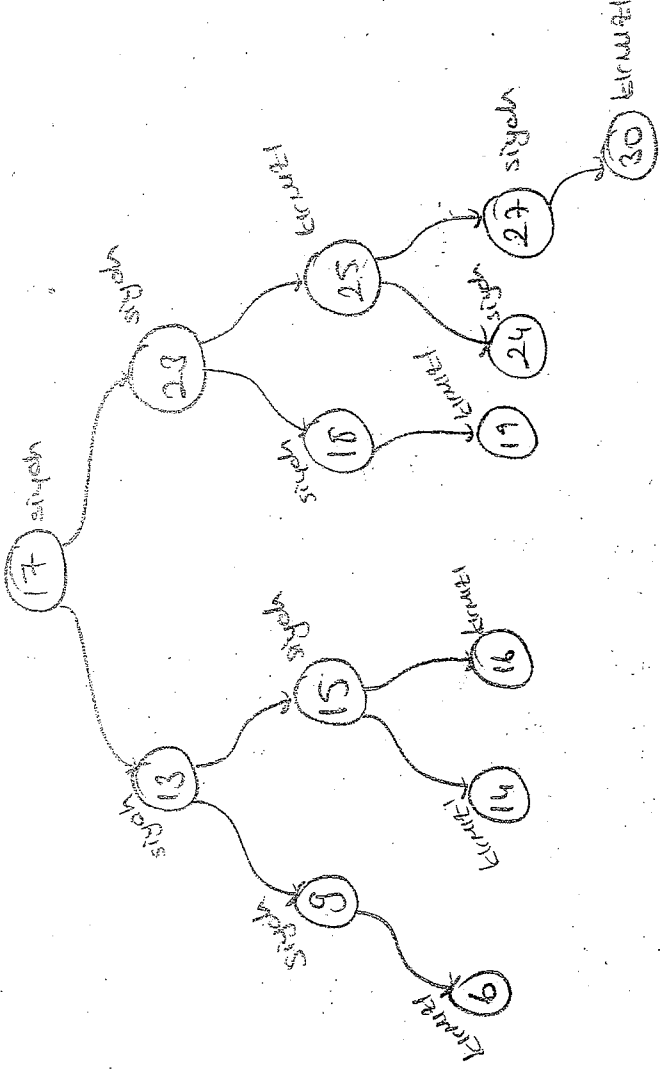 17 siyah
siyah 13
23 siyah
siyah 9
15 siyah
siyah 18
25 kırmızı
kırmızı 6
kırmızı 14
16 kırmızı
19 kırmızı
24 siyah
27 siyah
30 kırmızı